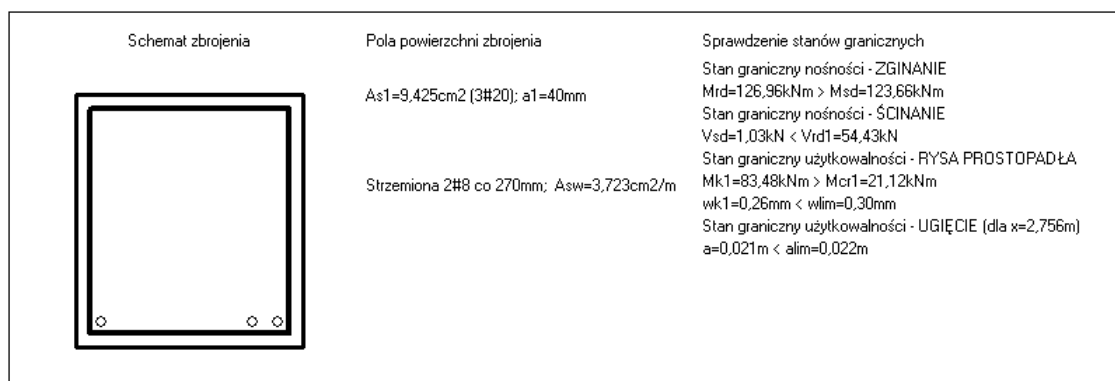 Schemat zbrojenia
Pola powierzchni zbrojenia
As1=9,425cm2 (3#20); a1=40mm
Strzemiona 2#8 co 270mm; Asw=3,723cm2/m
Sprawdzenie stanów granicznych
Stan graniczny nośności - ZGINANIE
Mrd=126,96kNm > Msd=123,66kNm
Stan graniczny nośności - ŚCINANIE
Vsd=1,03kN < Vrd1=54,43kN
Stan graniczny użytkowalności - RYSA PROSTOPADŁA
Mk1=83,48kNm > Mcr1=21,12kNm
wk1=0,26mm < wlim=0,30mm
Stan graniczny użytkowalności - UGIĘCIE (dla x=2,756m)
a=0,021m < alim=0,022m